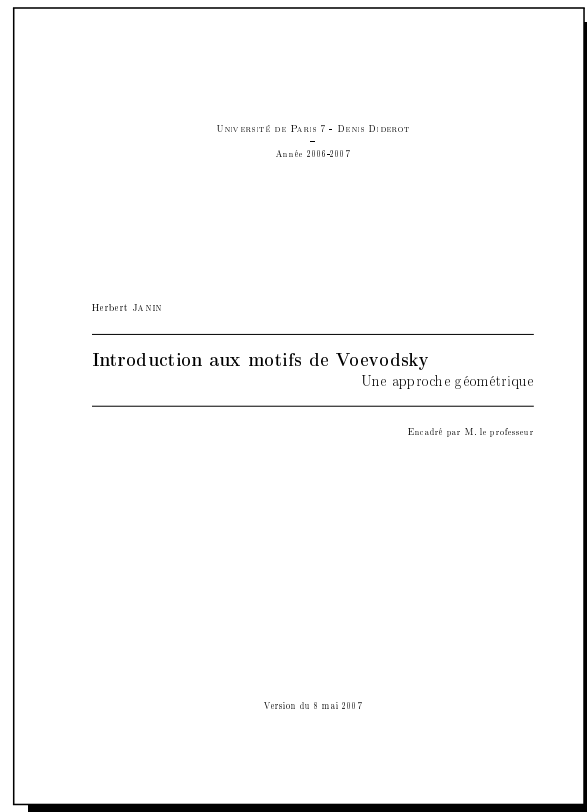 Université de Paris 7 - Denis Diderot
–
Année 2006-2007
Herbert JANIN
Introduction aux motifs de Voevodsky
Une approche géométrique
Encadré par M. le professeur
Version du 8 mai 2007